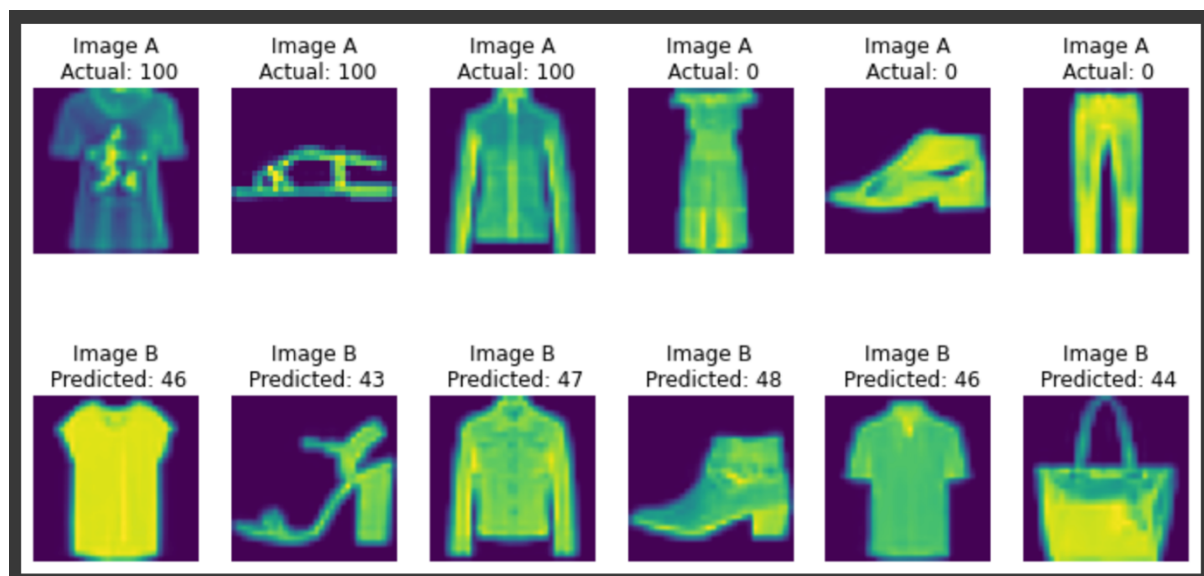 Image A
Actual: 100
Image A
Actual: 100
Image A
Actual: 100
Image A
Actual: 0
Image A
Actual: 0
Image A
Actual: 0
Image B
Predicted: 46
Image B
Predicted: 43
Image B
Predicted: 47
Image B
Predicted: 48
Image B
Predicted: 46
Image B
Predicted: 44